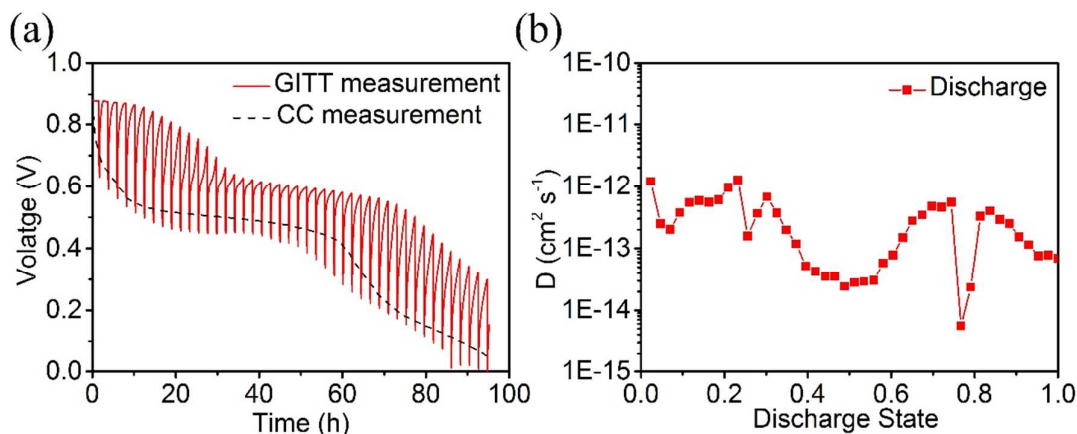 (a)
1.0
0.8
0.6
0.4
0.2
0.0
Volatge (V)
GITT measurement
CC measurement
0
20
40
60
80
100
Time (h)
(b)
1E-10
1E-11
1E-12
1E-13
1E-14
1E-15
D (cm² s⁻¹)
Discharge
0.0
0.2
0.4
0.6
0.8
1.0
Discharge State